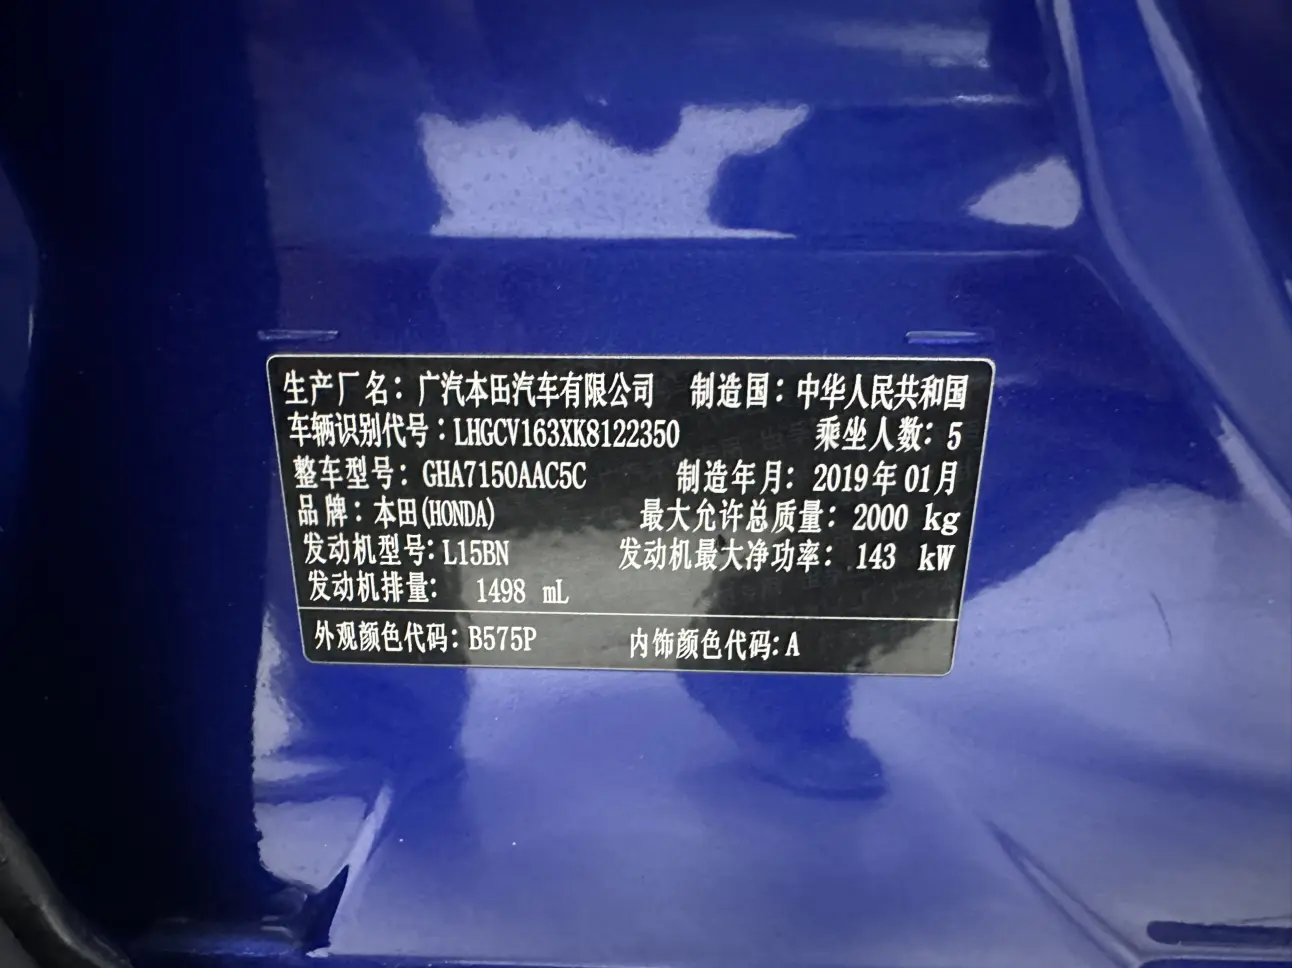 生产厂名：广汽本田汽车有限公司 制造国：中华人民共和国
车辆识别代号：LHGCV163XK8122350 乘坐人数：5
整车型号：GHA7150AAC5C 制造年月：2019年01月
品牌：本田(HONDA) 最大允许总质量：2000 kg
发动机型号：L15BN 发动机最大净功率：143 kW
发动机排量：1498 mL
外观颜色代码：B575P 内饰颜色代码:A